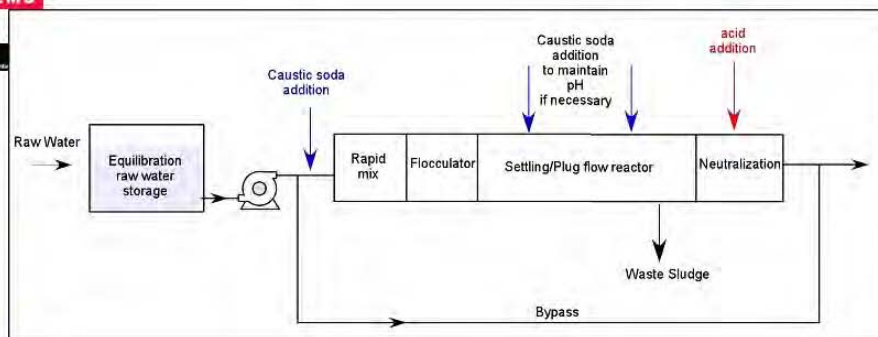 Caustic soda
addition
Caustic soda
addition
to maintain
pH
if necessary
acid
addition
Raw Water
Equilibration
raw water
storage
Rapid
mix
Flocculator
Settling/Plug flow reactor
Neutralization
Waste Sludge
Bypass